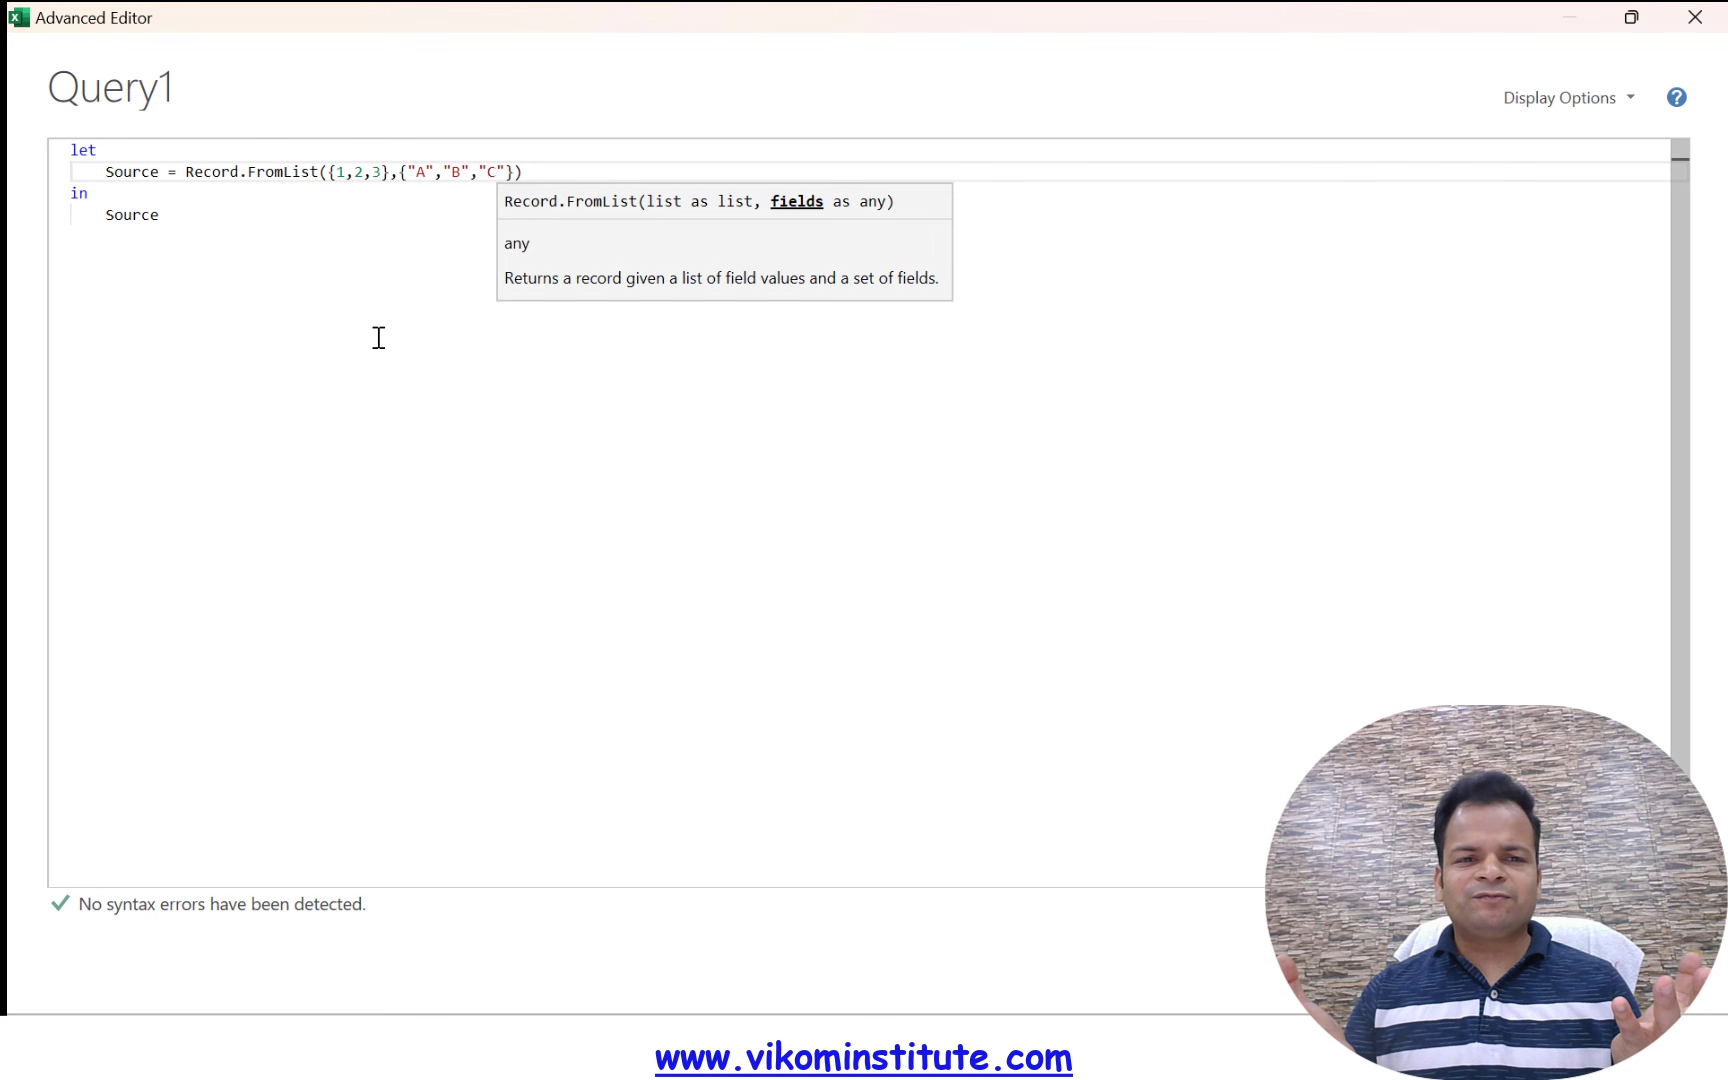 Advanced Editor
Query1
Display Options
?
let
Source = Record.FromList({1,2,3},{"A","B","C"})
in
Source
Record.FromList(list as list, fields as any)
any
Returns a record given a list of field values and a set of fields.
No syntax errors have been detected.
www.vikominstitute.com